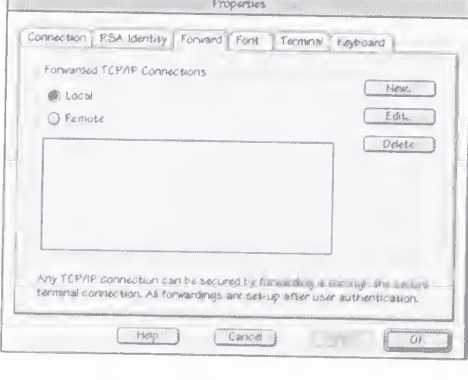 Properties
Connection RSA Identity Forward Font Terminal Keyboard
Forwarded TCP/IP Connections
Local
Remote
New...
Edit...
Delete
Any TCP/IP connection can be secured by forwarding it through the secure
terminal connection. All forwardings are set-up after user authentication.
Help Cancel OK